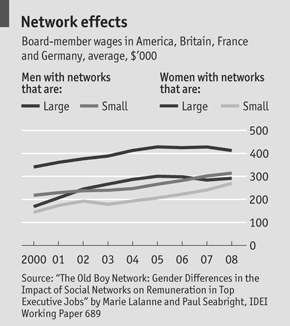 Network effects
Board-member wages in America, Britain, France
and Germany, average, $'000
Men with networks
that are:
Large Small
Women with networks
that are:
Large Small
500
400
300
200
100
0
2000 01 02 03 04 05 06 07 08
Source: "The Old Boy Network: Gender Differences in the
Impact of Social Networks on Remuneration in Top
Executive Jobs" by Marie Lalanne and Paul Seabright, IDEI
Working Paper 689